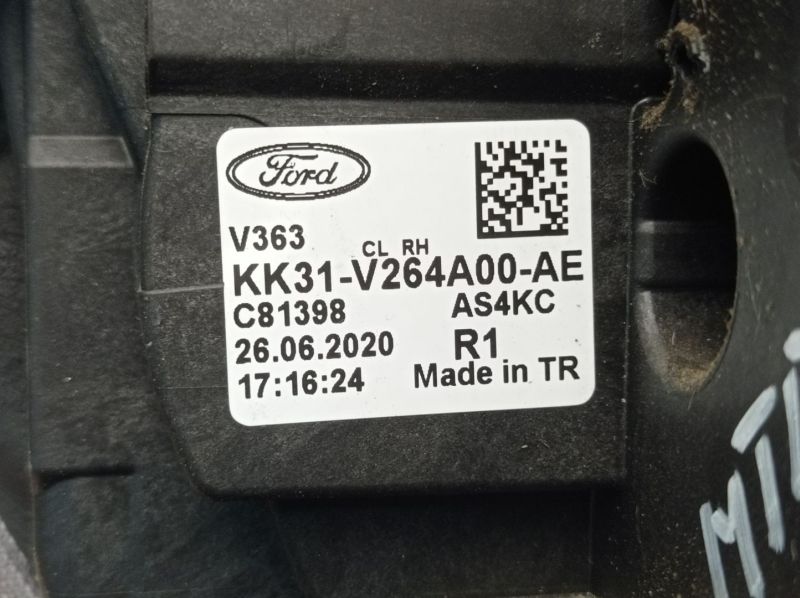 Ford
V363
CL RH
KK31-V264A00-AE
C81398 AS4KC
26.06.2020 R1
17:16:24 Made in TR